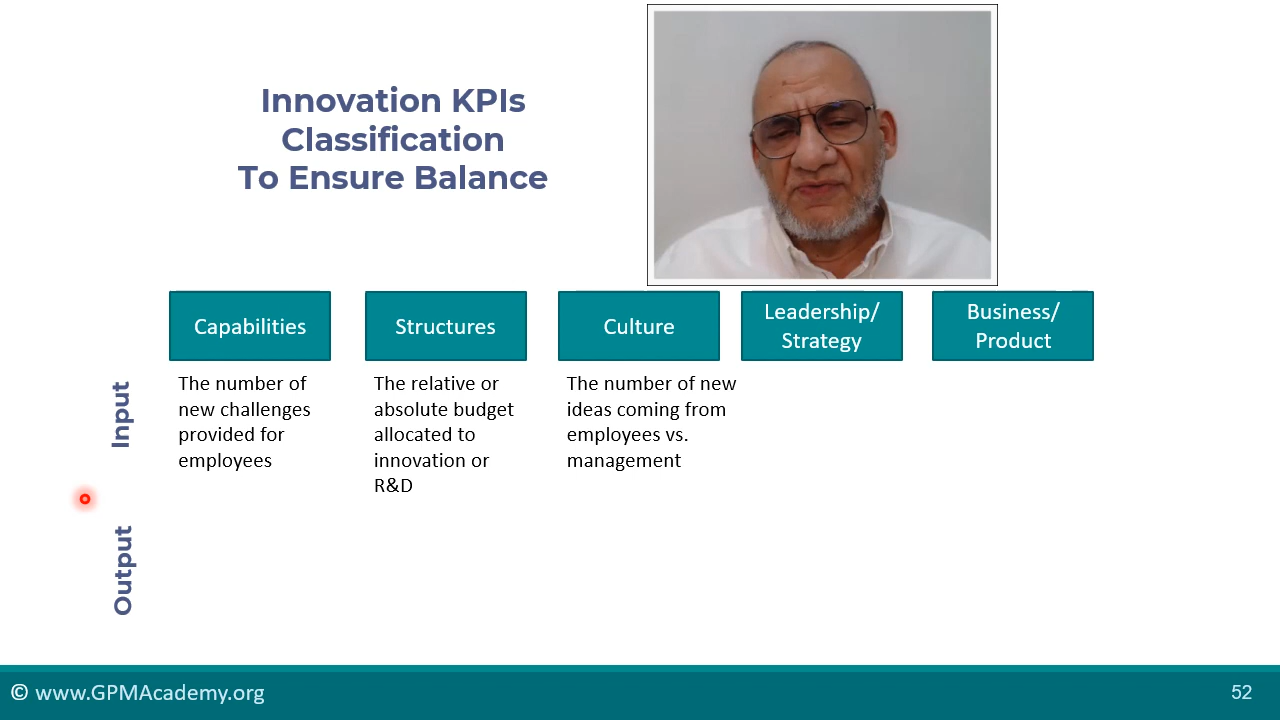 Innovation KPIs
Classification
To Ensure Balance
Capabilities
Structures
Culture
Leadership/
Strategy
Business/
Product
Input
The number of
new challenges
provided for
employees
The relative or
absolute budget
allocated to
innovation or
R&D
The number of new
ideas coming from
employees vs.
management
Output
© www.GPMAcademy.org
52